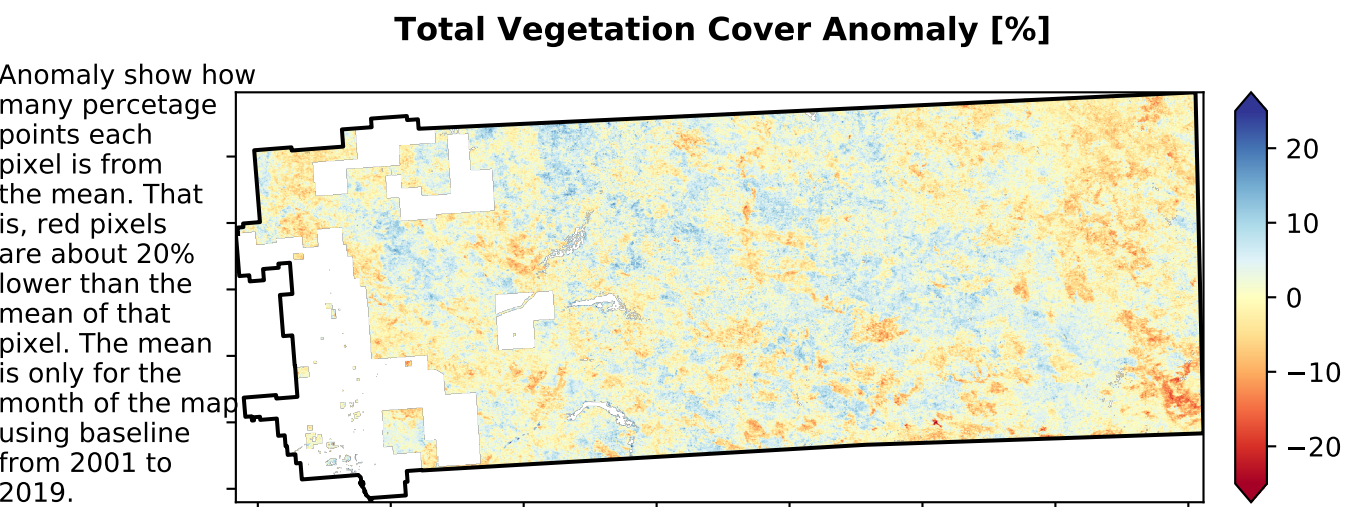 Total Vegetation Cover Anomaly [%]
Anomaly show how
many percetage
points each
pixel is from
the mean. That
is, red pixels
are about 20%
lower than the
mean of that
pixel. The mean
is only for the
month of the map
using baseline
from 2001 to
2019.
20
10
0
−10
−20